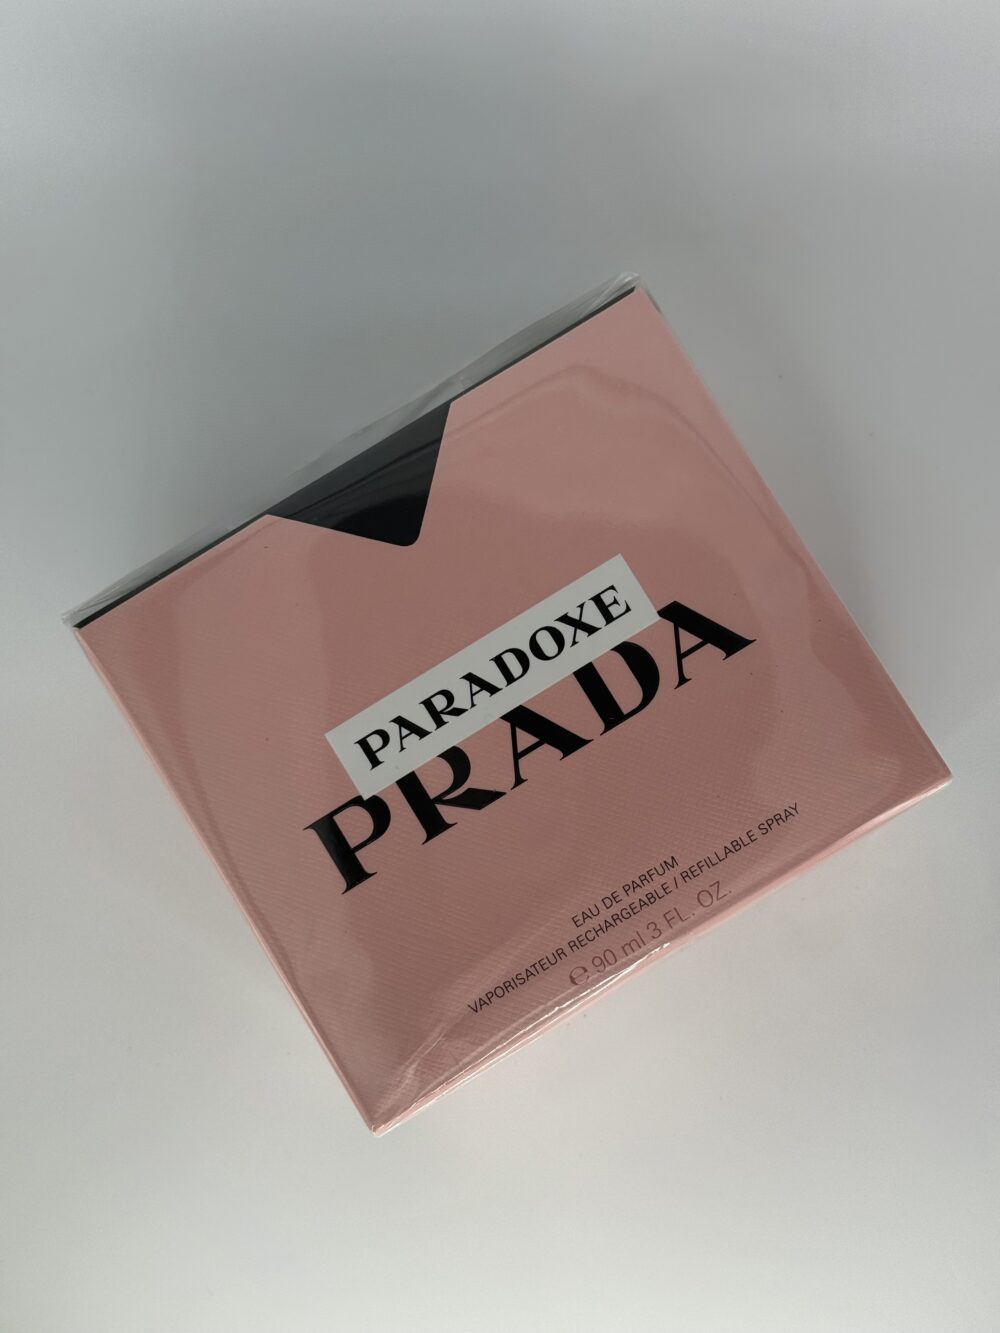 PARADOXE
PRADA
EAU DE PARFUM
VAPORISATEUR RECHARGEABLE / REFILLABLE SPRAY
℮ 90 ml 3 FL. OZ.